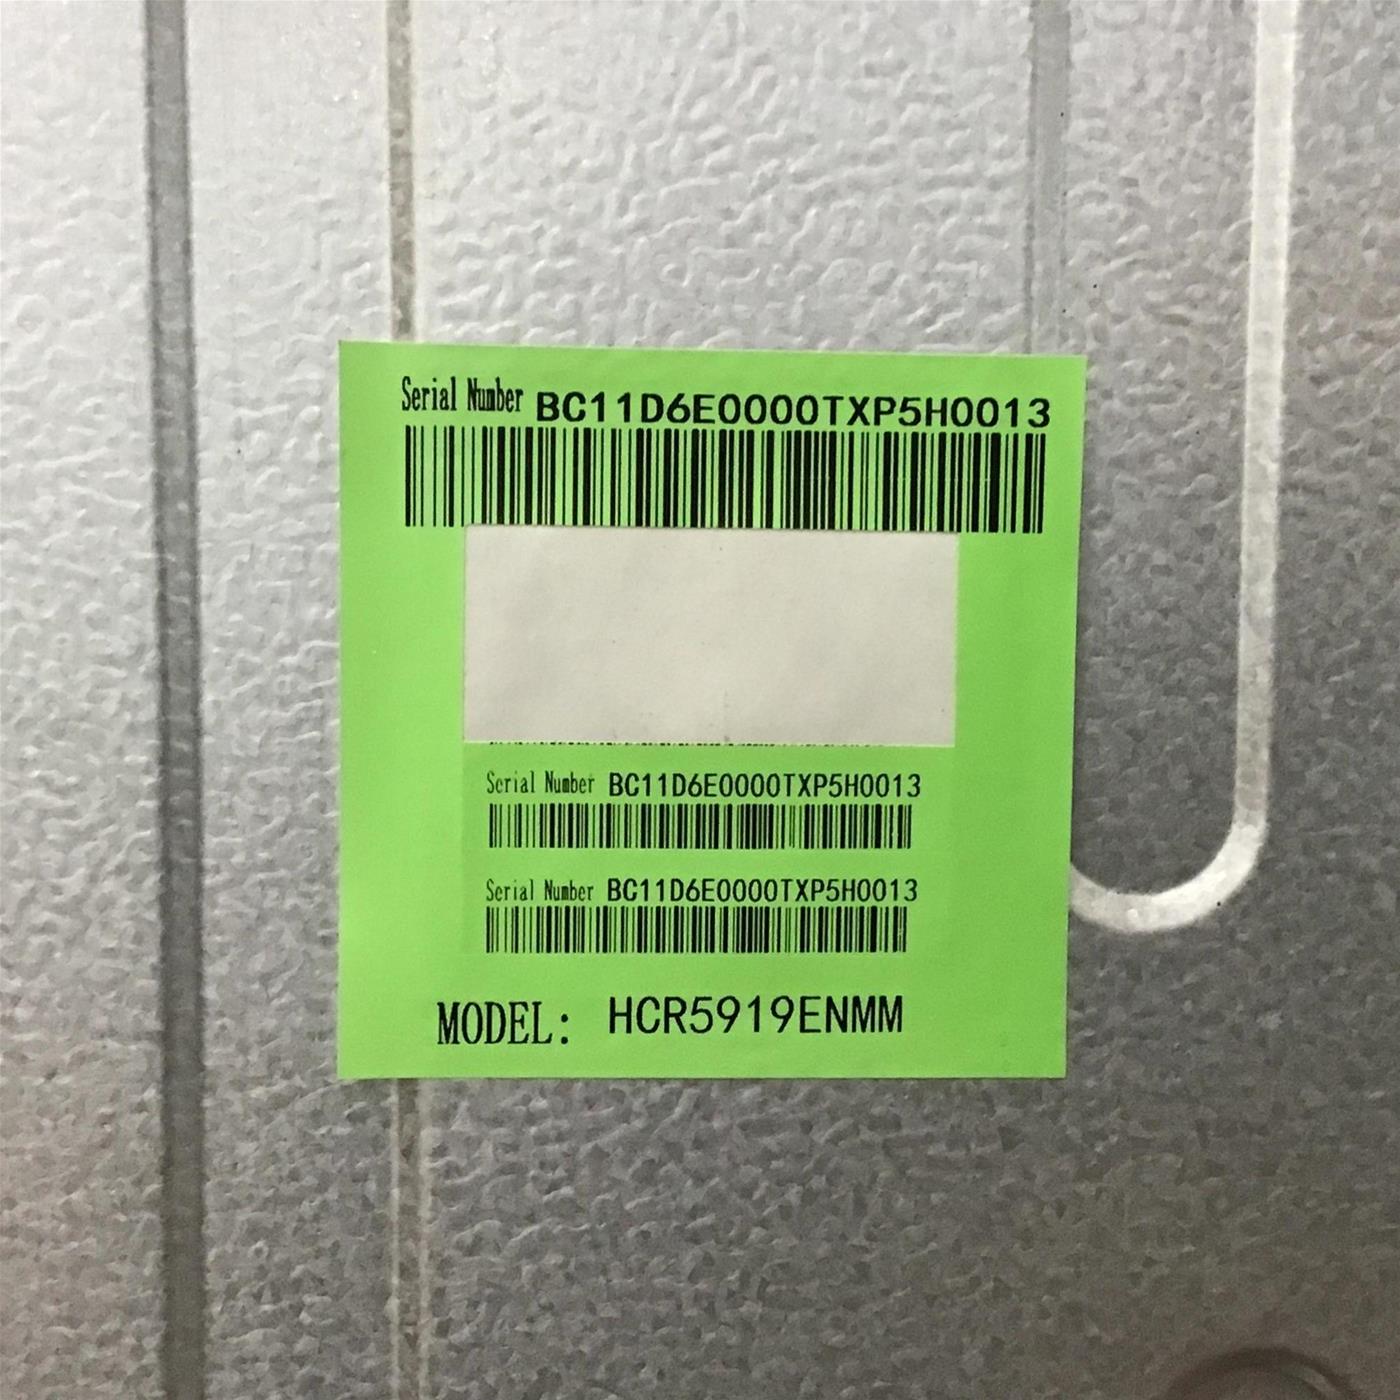 Serial Number BC11D6E0000TXP5H0013
Serial Number BC11D6E0000TXP5H0013
Serial Number BC11D6E0000TXP5H0013
MODEL: HCR5919ENMM